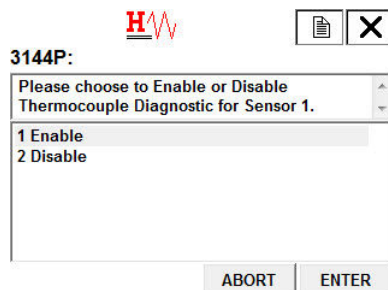 H
3144P:
Please choose to Enable or Disable
Thermocouple Diagnostic for Sensor 1.
1 Enable
2 Disable
ABORT ENTER